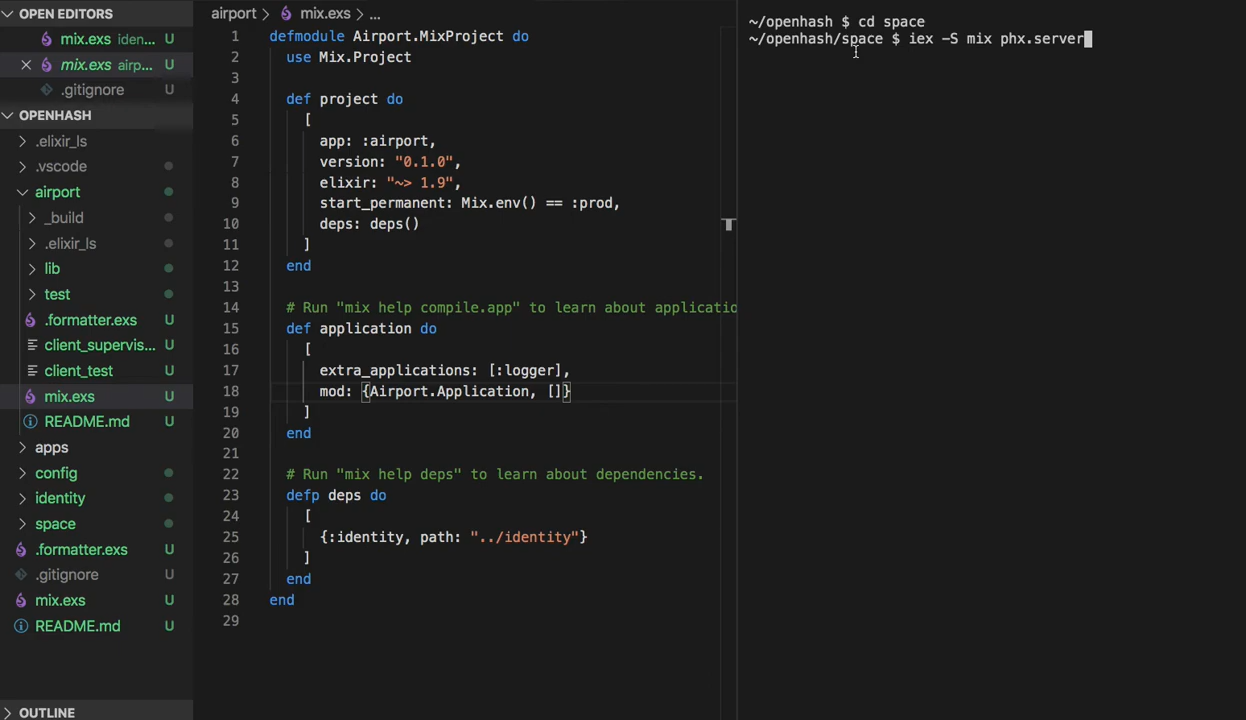 OPEN EDITORS
mix.exs iden... U
mix.exs airp... U
.gitignore U
OPENHASH
.elixir_ls
.vscode
airport
_build
.elixir_ls
lib
test
.formatter.exs U
client_supervis... U
client_test U
mix.exs U
README.md U
apps
config
identity
space
.formatter.exs U
.gitignore U
mix.exs U
README.md U
OUTLINE
airport > mix.exs > ...
1 defmodule Airport.MixProject do
2 use Mix.Project
3
4 def project do
5 [
6 app: :airport,
7 version: "0.1.0",
8 elixir: "~> 1.9",
9 start_permanent: Mix.env() == :prod,
10 deps: deps()
11 ]
12 end
13
14 # Run "mix help compile.app" to learn about applicatio
15 def application do
16 [
17 extra_applications: [:logger],
18 mod: {Airport.Application, []}
19 ]
20 end
21
22 # Run "mix help deps" to learn about dependencies.
23 defp deps do
24 [
25 {:identity, path: "../identity"}
26 ]
27 end
28 end
29
~/openhash $ cd space
~/openhash/space $ iex -S mix phx.server